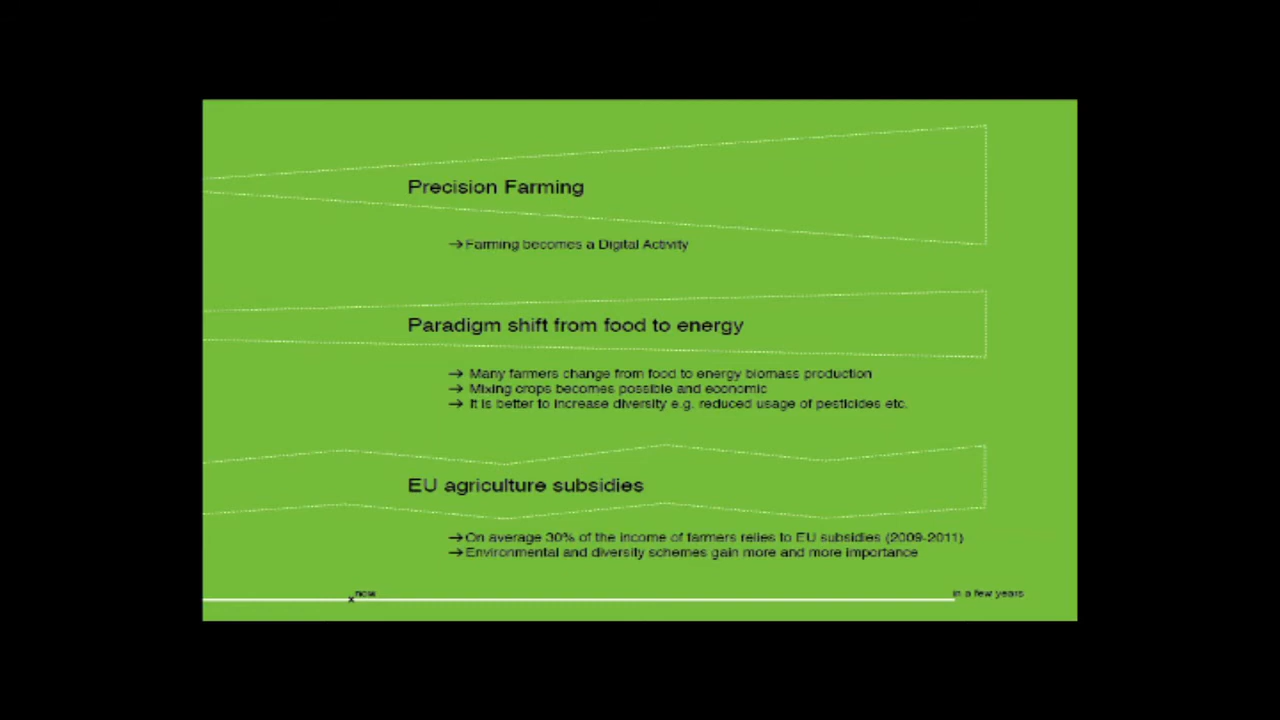 Precision Farming
→Farming becomes a Digital Activity
Paradigm shift from food to energy
→ Many farmers change from food to energy biomass production
→ Mixing crops becomes possible and economic
→ It is better to increase diversity e.g. reduced usage of pesticides etc.
EU agriculture subsidies
→On average 30% of the income of farmers relies to EU subsidies (2009-2011)
→Environmental and diversity schemes gain more and more importance
now
in a few years